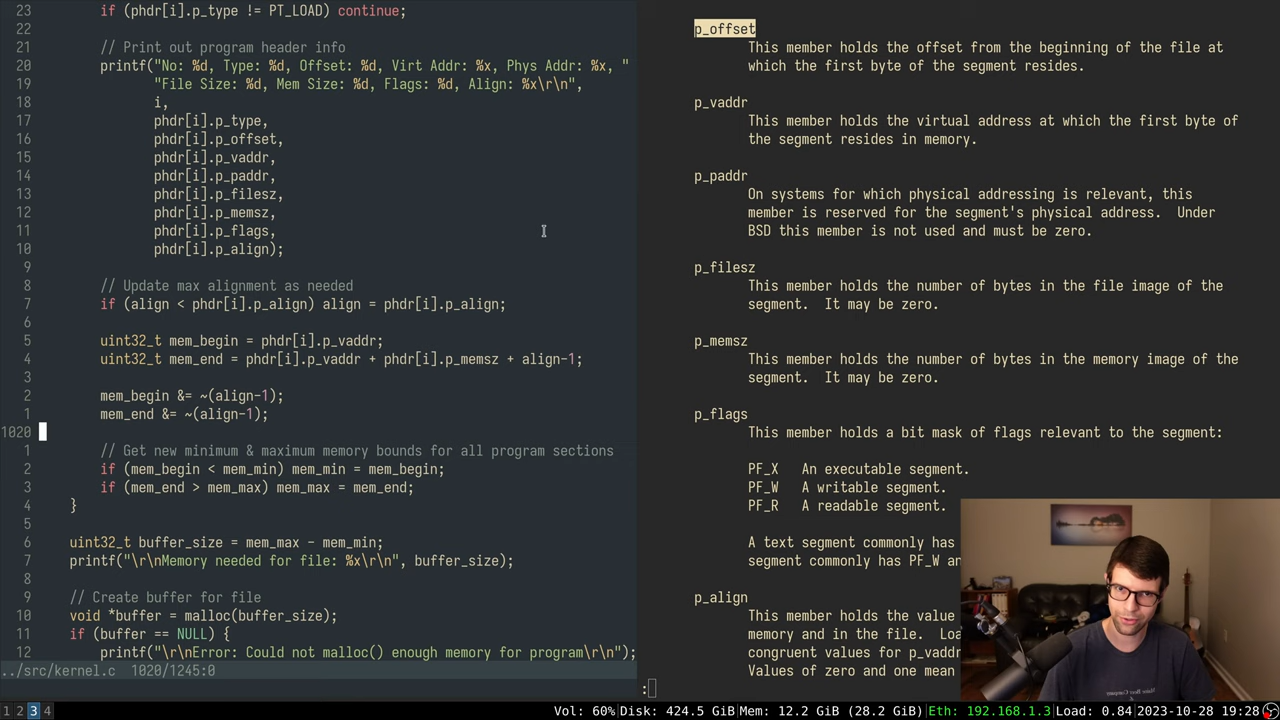 23 if (phdr[i].p_type != PT_LOAD) continue;
22
21 // Print out program header info
20 printf("No: %d, Type: %d, Offset: %d, Virt Addr: %x, Phys Addr: %x, "
19 "File Size: %d, Mem Size: %d, Flags: %d, Align: %x\r\n",
18 i,
17 phdr[i].p_type,
16 phdr[i].p_offset,
15 phdr[i].p_vaddr,
14 phdr[i].p_paddr,
13 phdr[i].p_filesz,
12 phdr[i].p_memsz,
11 phdr[i].p_flags,
10 phdr[i].p_align);
9
8 // Update max alignment as needed
7 if (align < phdr[i].p_align) align = phdr[i].p_align;
6
5 uint32_t mem_begin = phdr[i].p_vaddr;
4 uint32_t mem_end = phdr[i].p_vaddr + phdr[i].p_memsz + align-1;
3
2 mem_begin &= ~(align-1);
1 mem_end &= ~(align-1);
1020
1 // Get new minimum & maximum memory bounds for all program sections
2 if (mem_begin < mem_min) mem_min = mem_begin;
3 if (mem_end > mem_max) mem_max = mem_end;
4 }
5
6 uint32_t buffer_size = mem_max - mem_min;
7 printf("\r\nMemory needed for file: %x\r\n", buffer_size);
8
9 // Create buffer for file
10 void *buffer = malloc(buffer_size);
11 if (buffer == NULL) {
12 printf("\r\nError: Could not malloc() enough memory for program\r\n");
../src/kernel.c 1020/1245:0
p_offset
This member holds the offset from the beginning of the file at
which the first byte of the segment resides.
p_vaddr
This member holds the virtual address at which the first byte of
the segment resides in memory.
p_paddr
On systems for which physical addressing is relevant, this
member is reserved for the segment's physical address. Under
BSD this member is not used and must be zero.
p_filesz
This member holds the number of bytes in the file image of the
segment. It may be zero.
p_memsz
This member holds the number of bytes in the memory image of the
segment. It may be zero.
p_flags
This member holds a bit mask of flags relevant to the segment:
PF_X An executable segment.
PF_W A writable segment.
PF_R A readable segment.
A text segment commonly has
segment commonly has PF_W an
p_align
This member holds the value
memory and in the file. Loa
congruent values for p_vaddr
Values of zero and one mean
:
1 2 3 4 Vol: 60%|Disk: 424.5 GiB|Mem: 12.2 GiB (28.2 GiB)|Eth: 192.168.1.3|Load: 0.84|2023-10-28 19:28